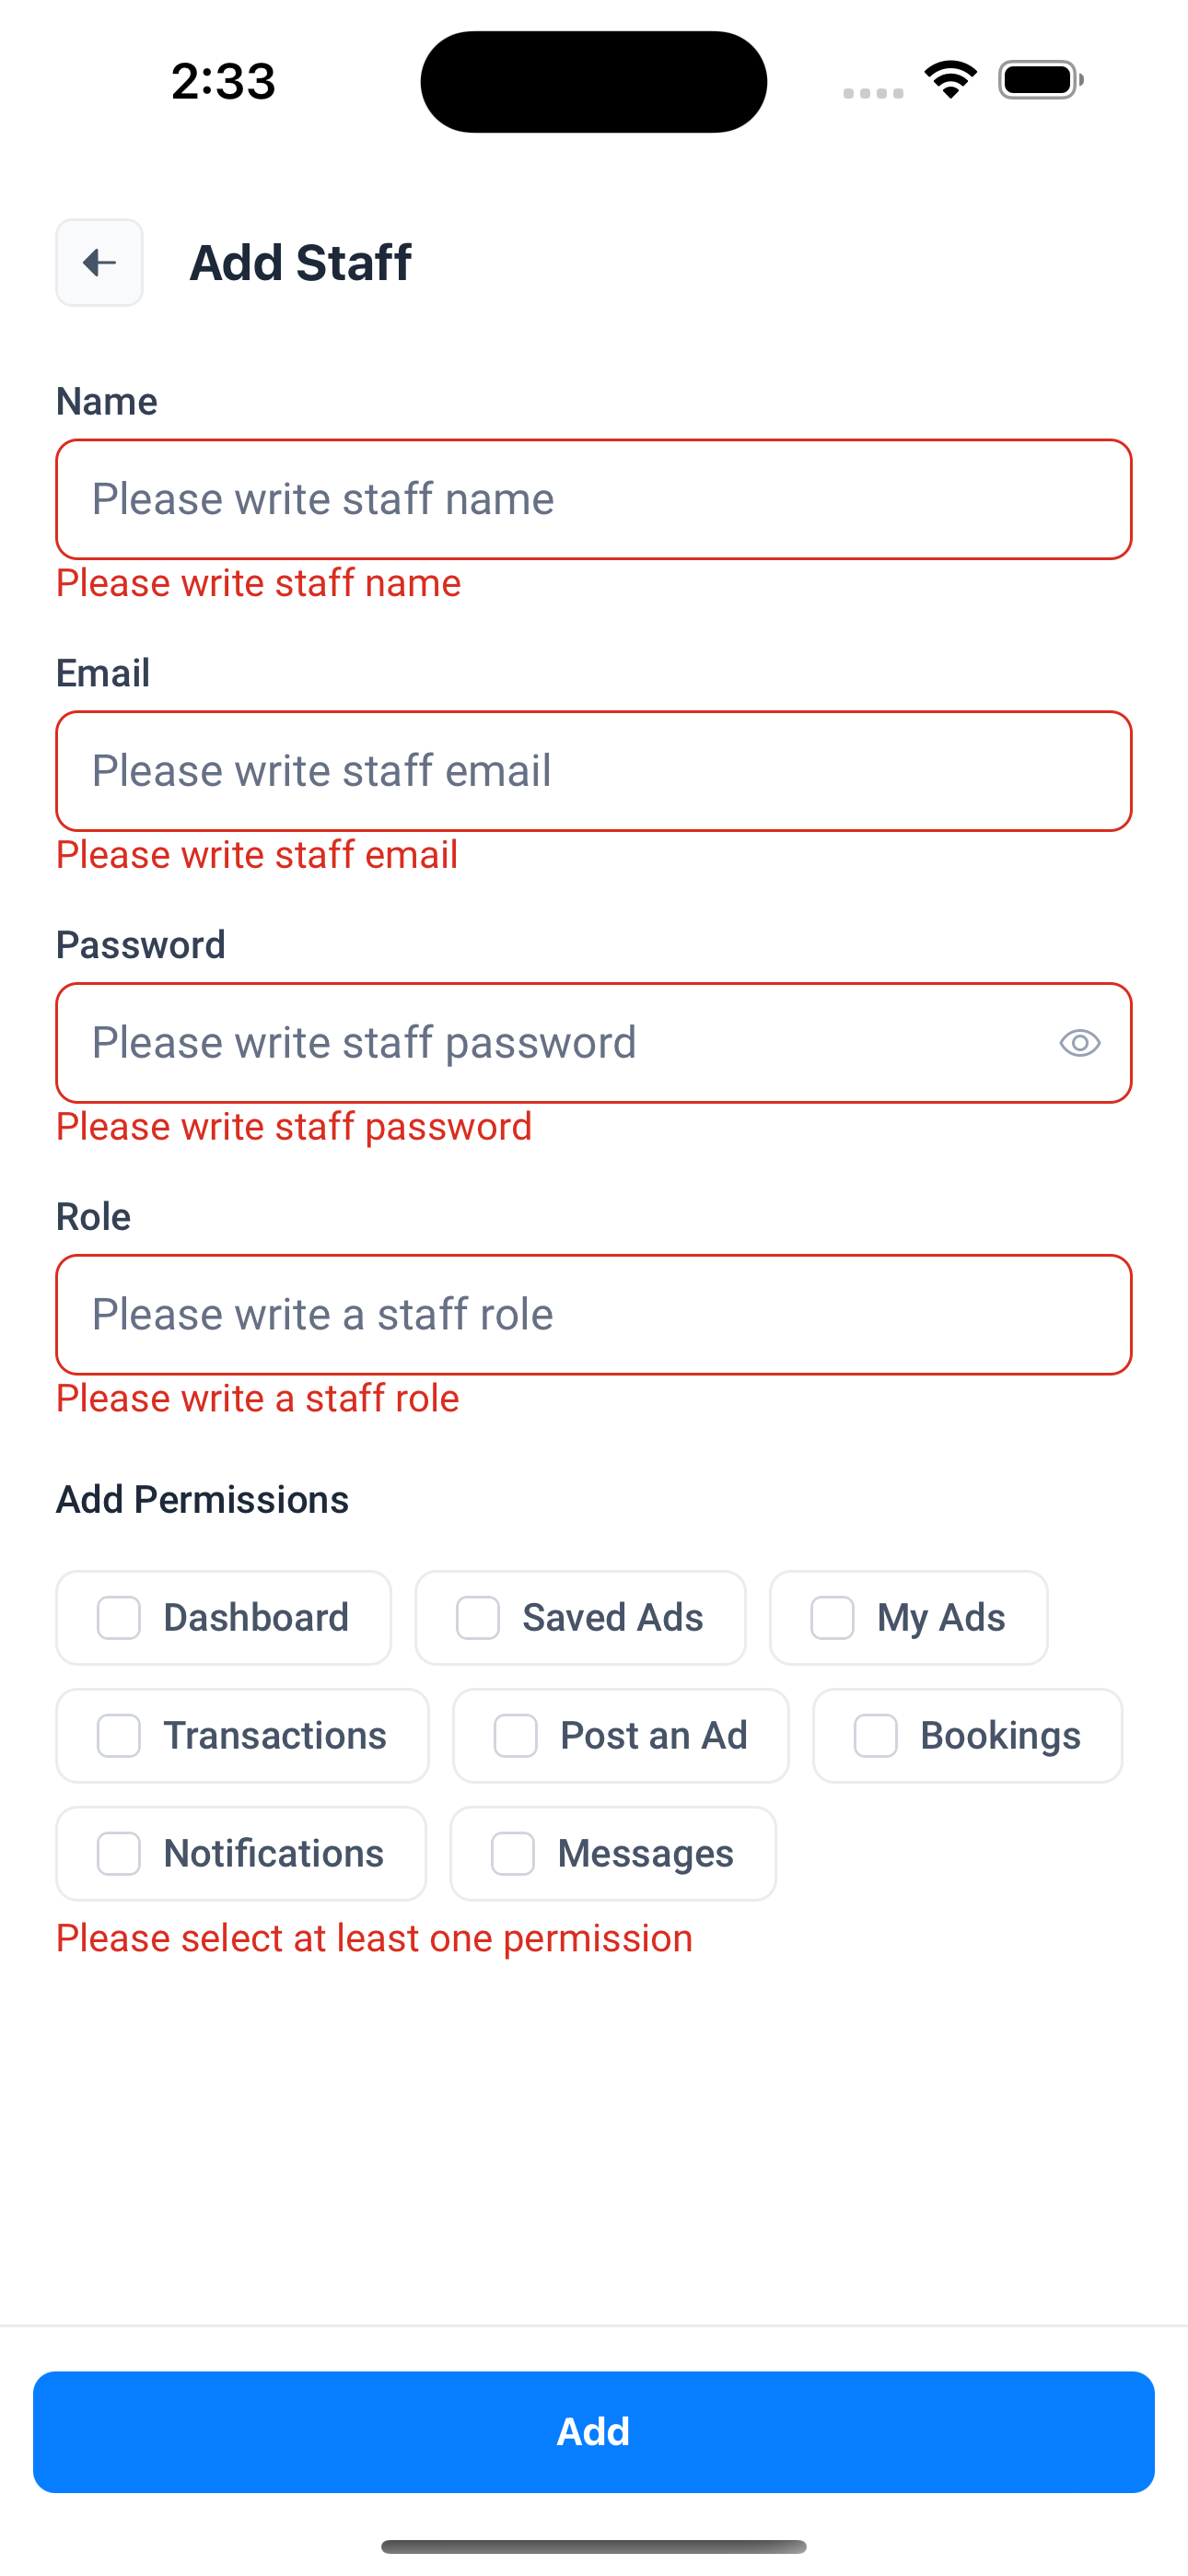 2:33
Add Staff
Name
Please write staff name
Please write staff name
Email
Please write staff email
Please write staff email
Password
Please write staff password
Please write staff password
Role
Please write a staff role
Please write a staff role
Add Permissions
Dashboard Saved Ads My Ads
Transactions Post an Ad Bookings
Notifications Messages
Please select at least one permission
Add